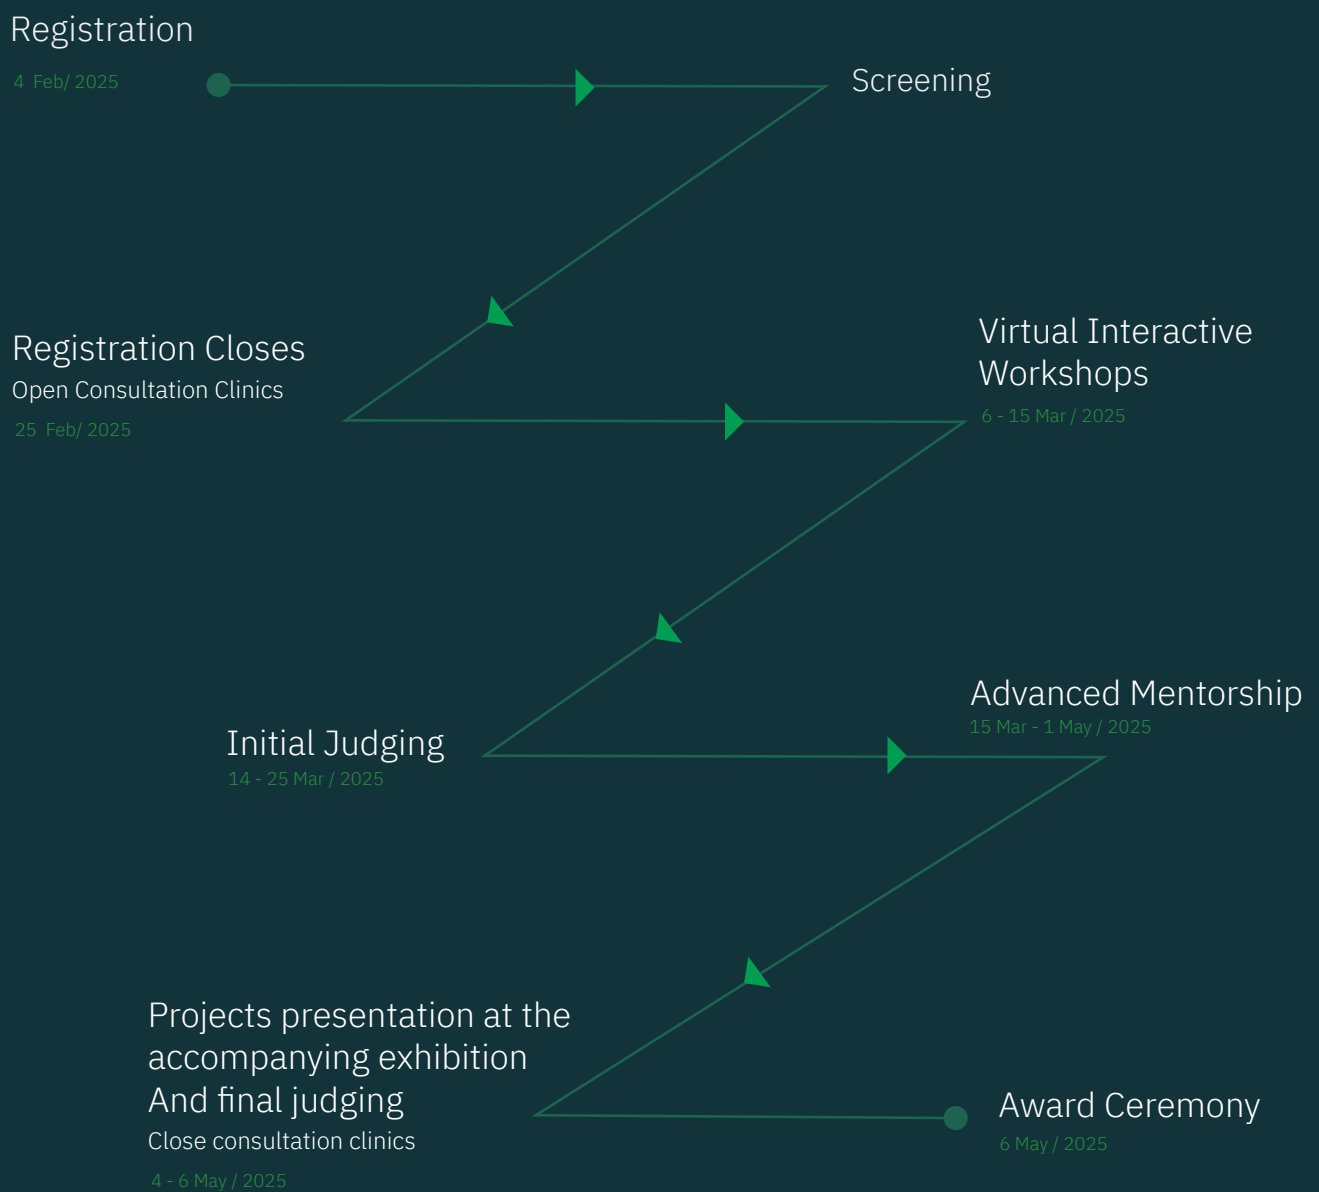 Registration
4 Feb/ 2025
Screening
Registration Closes
Open Consultation Clinics
25 Feb/ 2025
Virtual Interactive
Workshops
6 - 15 Mar / 2025
Initial Judging
14 - 25 Mar / 2025
Advanced Mentorship
15 Mar - 1 May / 2025
Projects presentation at the
accompanying exhibition
And final judging
Close consultation clinics
4 - 6 May / 2025
Award Ceremony
6 May / 2025